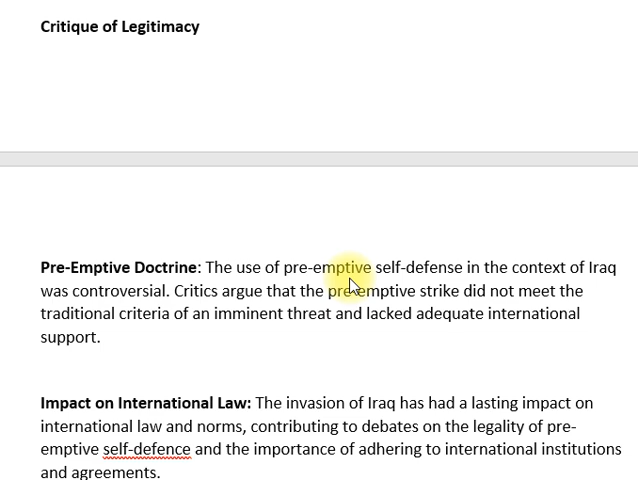 Critique of Legitimacy
Pre-Emptive Doctrine: The use of pre-emptive self-defense in the context of Iraq
was controversial. Critics argue that the pre-emptive strike did not meet the
traditional criteria of an imminent threat and lacked adequate international
support.
Impact on International Law: The invasion of Iraq has had a lasting impact on
international law and norms, contributing to debates on the legality of pre-
emptive self-defence and the importance of adhering to international institutions
and agreements.